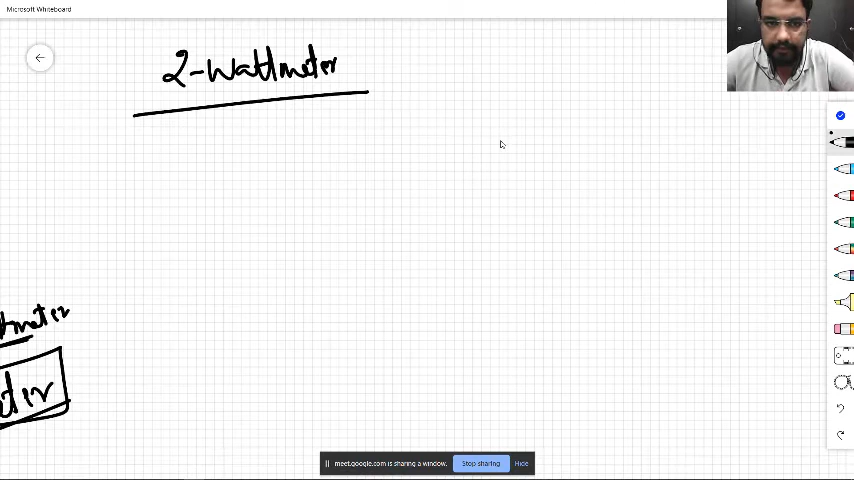 Microsoft Whiteboard
2-Wattmeter
meet.google.com is sharing a window.
Stop sharing
Hide